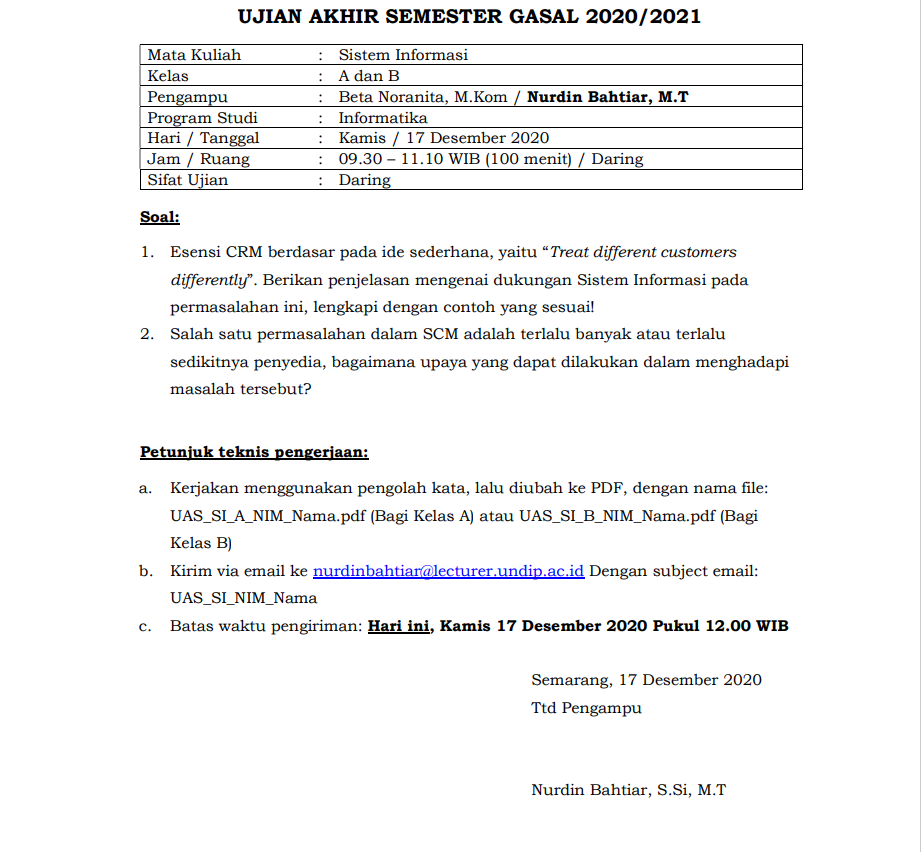 UJIAN AKHIR SEMESTER GASAL 2020/2021
Mata Kuliah : Sistem Informasi
Kelas : A dan B
Pengampu : Beta Noranita, M.Kom / Nurdin Bahtiar, M.T
Program Studi : Informatika
Hari / Tanggal : Kamis / 17 Desember 2020
Jam / Ruang : 09.30 – 11.10 WIB (100 menit) / Daring
Sifat Ujian : Daring
Soal:
1. Esensi CRM berdasar pada ide sederhana, yaitu “Treat different customers
differently”. Berikan penjelasan mengenai dukungan Sistem Informasi pada
permasalahan ini, lengkapi dengan contoh yang sesuai!
2. Salah satu permasalahan dalam SCM adalah terlalu banyak atau terlalu
sedikitnya penyedia, bagaimana upaya yang dapat dilakukan dalam menghadapi
masalah tersebut?
Petunjuk teknis pengerjaan:
a. Kerjakan menggunakan pengolah kata, lalu diubah ke PDF, dengan nama file:
UAS_SI_A_NIM_Nama.pdf (Bagi Kelas A) atau UAS_SI_B_NIM_Nama.pdf (Bagi
Kelas B)
b. Kirim via email ke nurdinbahtiar@lecturer.undip.ac.id Dengan subject email:
UAS_SI_NIM_Nama
c. Batas waktu pengiriman: Hari ini, Kamis 17 Desember 2020 Pukul 12.00 WIB
Semarang, 17 Desember 2020
Ttd Pengampu
Nurdin Bahtiar, S.Si, M.T